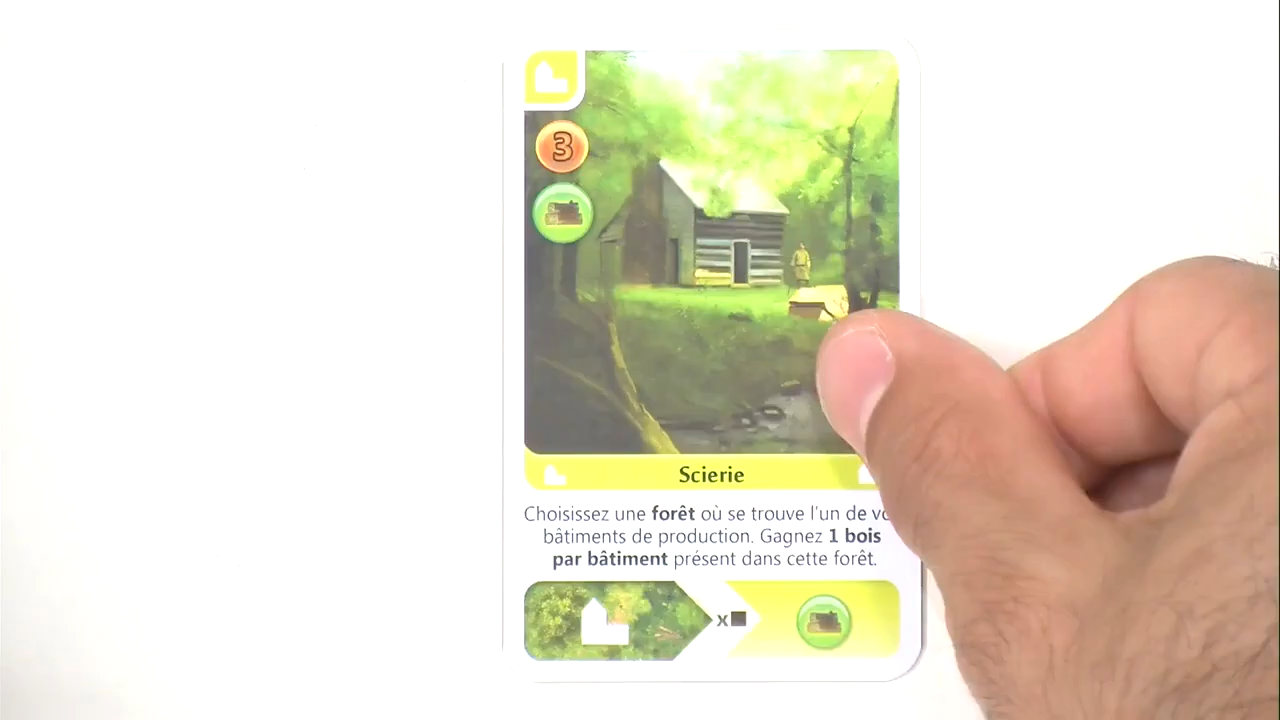 3
Scierie
Choisissez une forêt où se trouve l'un de
bâtiments de production. Gagnez 1 bois
par bâtiment présent dans cette forêt.
x